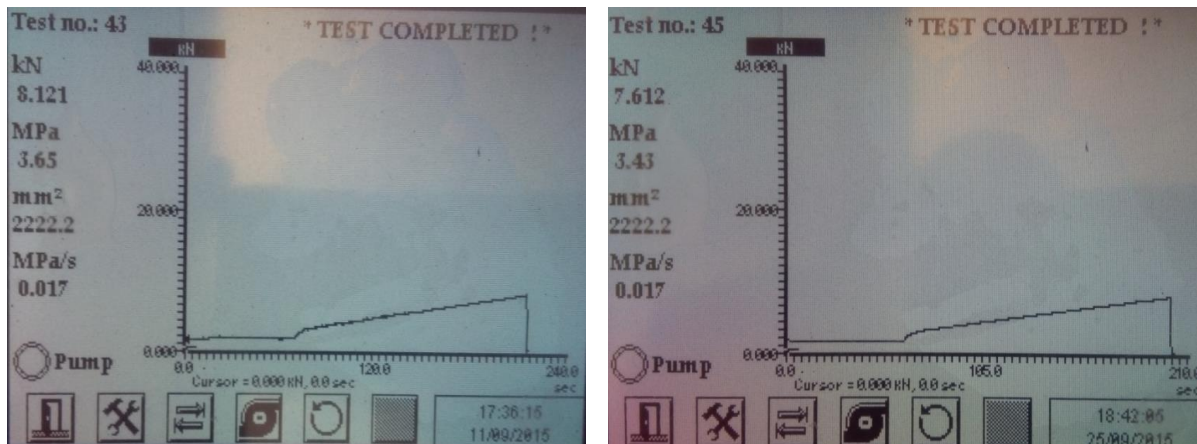 Test no.: 43
* TEST COMPLETED !*
kN
kN
40.000
8.121
MPa
3.65
mm²
20.000
2222.2
MPa/s
0.017
0.000
Pump
0.0
120.0
240.0
sec
Cursor = 0.000 kN, 0.0 sec
17:36:15
11/09/2015
Test no.: 45
* TEST COMPLETED !*
kN
kN
40.000
7.612
MPa
3.43
mm²
20.000
2222.2
MPa/s
0.017
0.000
Pump
0.0
105.0
210.0
sec
Cursor = 0.000 kN, 0.0 sec
18:42:05
25/09/2015